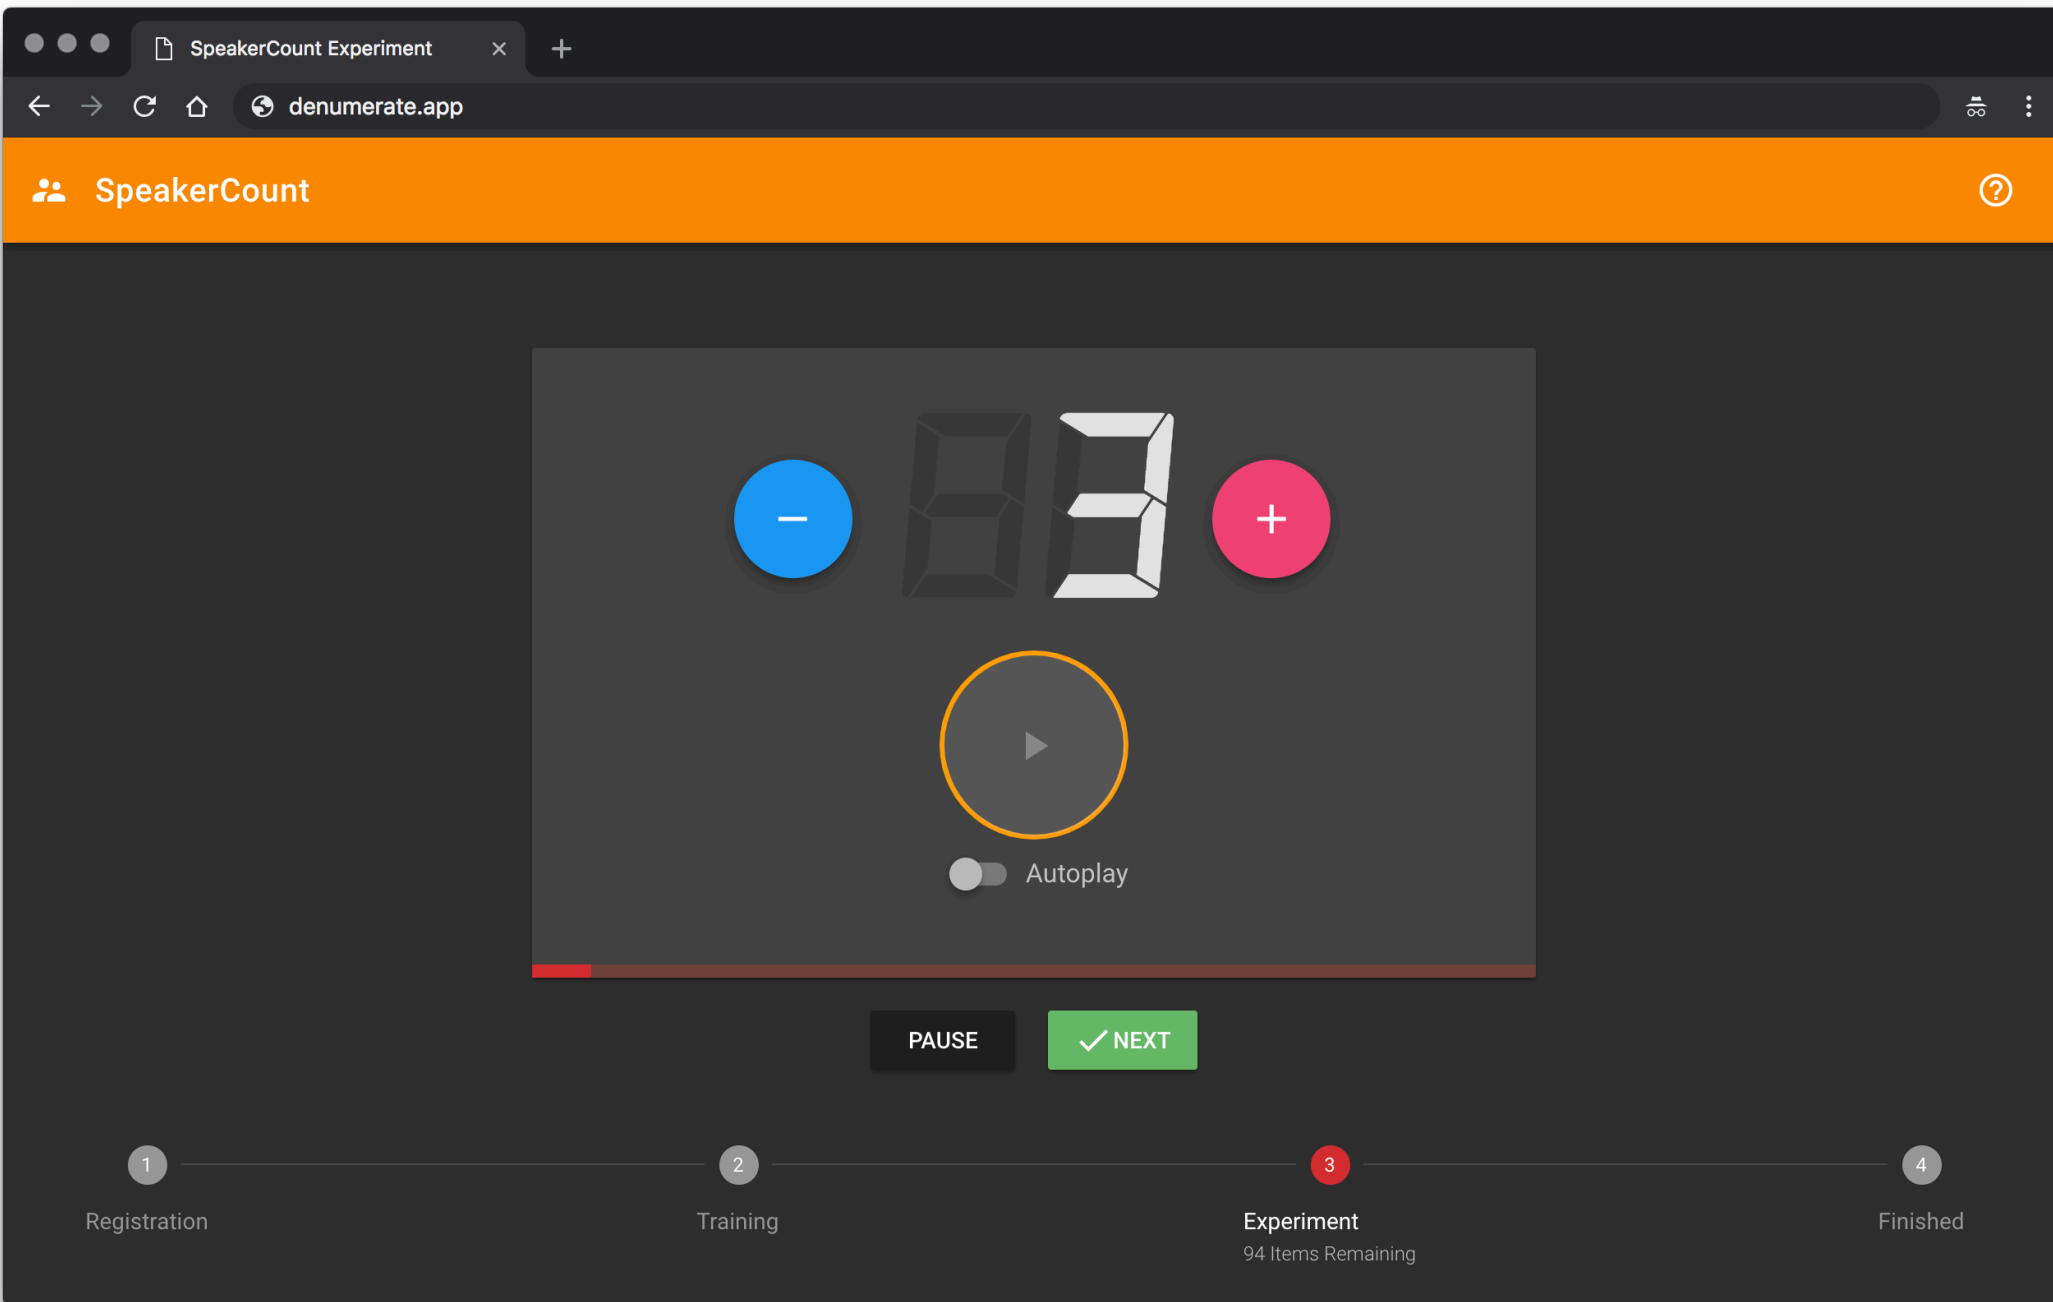 SpeakerCount Experiment
denumerate.app
SpeakerCount
3
Autoplay
PAUSE
NEXT
1
2
3
4
Registration
Training
Experiment
Finished
94 Items Remaining